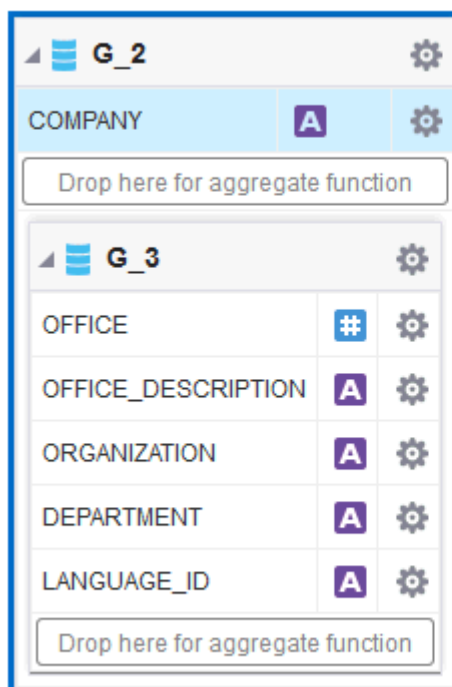 G_2
COMPANY A
Drop here for aggregate function
G_3
OFFICE #
OFFICE_DESCRIPTION A
ORGANIZATION A
DEPARTMENT A
LANGUAGE_ID A
Drop here for aggregate function